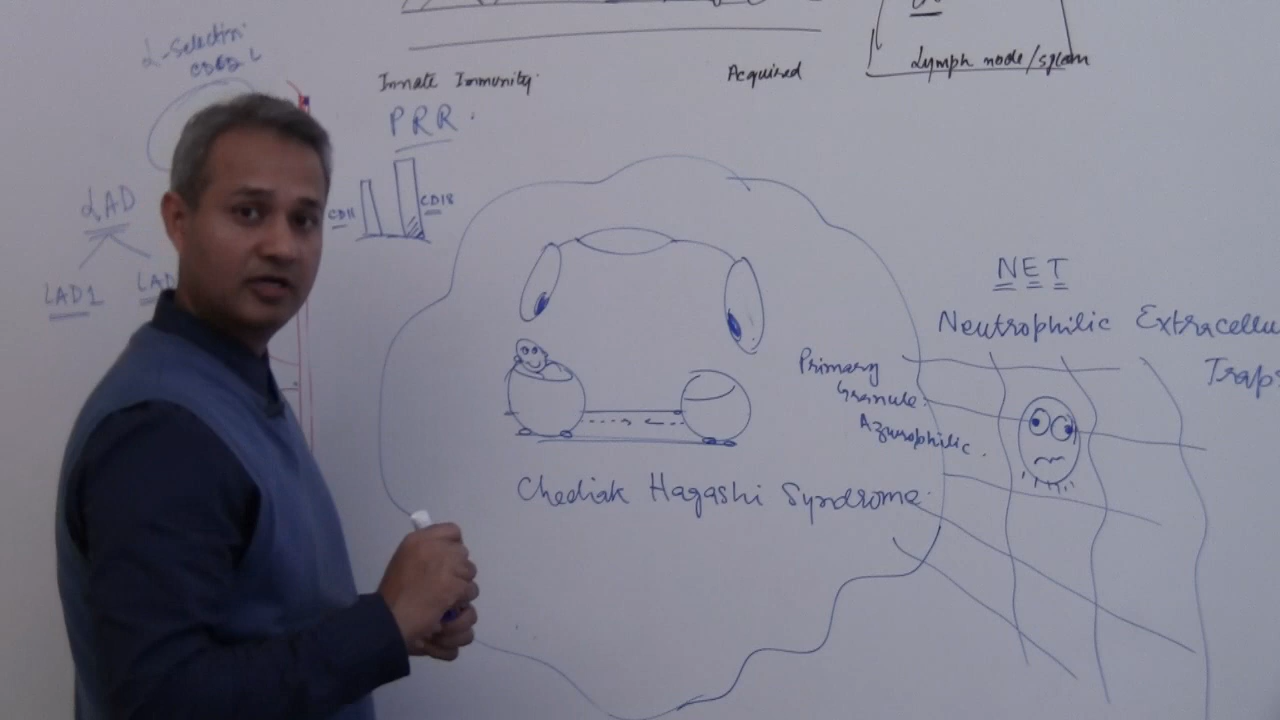 L-Selectin
CD62 L
Innate Immunity
Acquired
Lymph node/spleen
PRR
CD11
CD18
LAD
LAD1
LAD
NET
Neutrophilic Extracellu
Traps
Primary
Granule
Azurophilic
Chediak Hagashi Syndrome